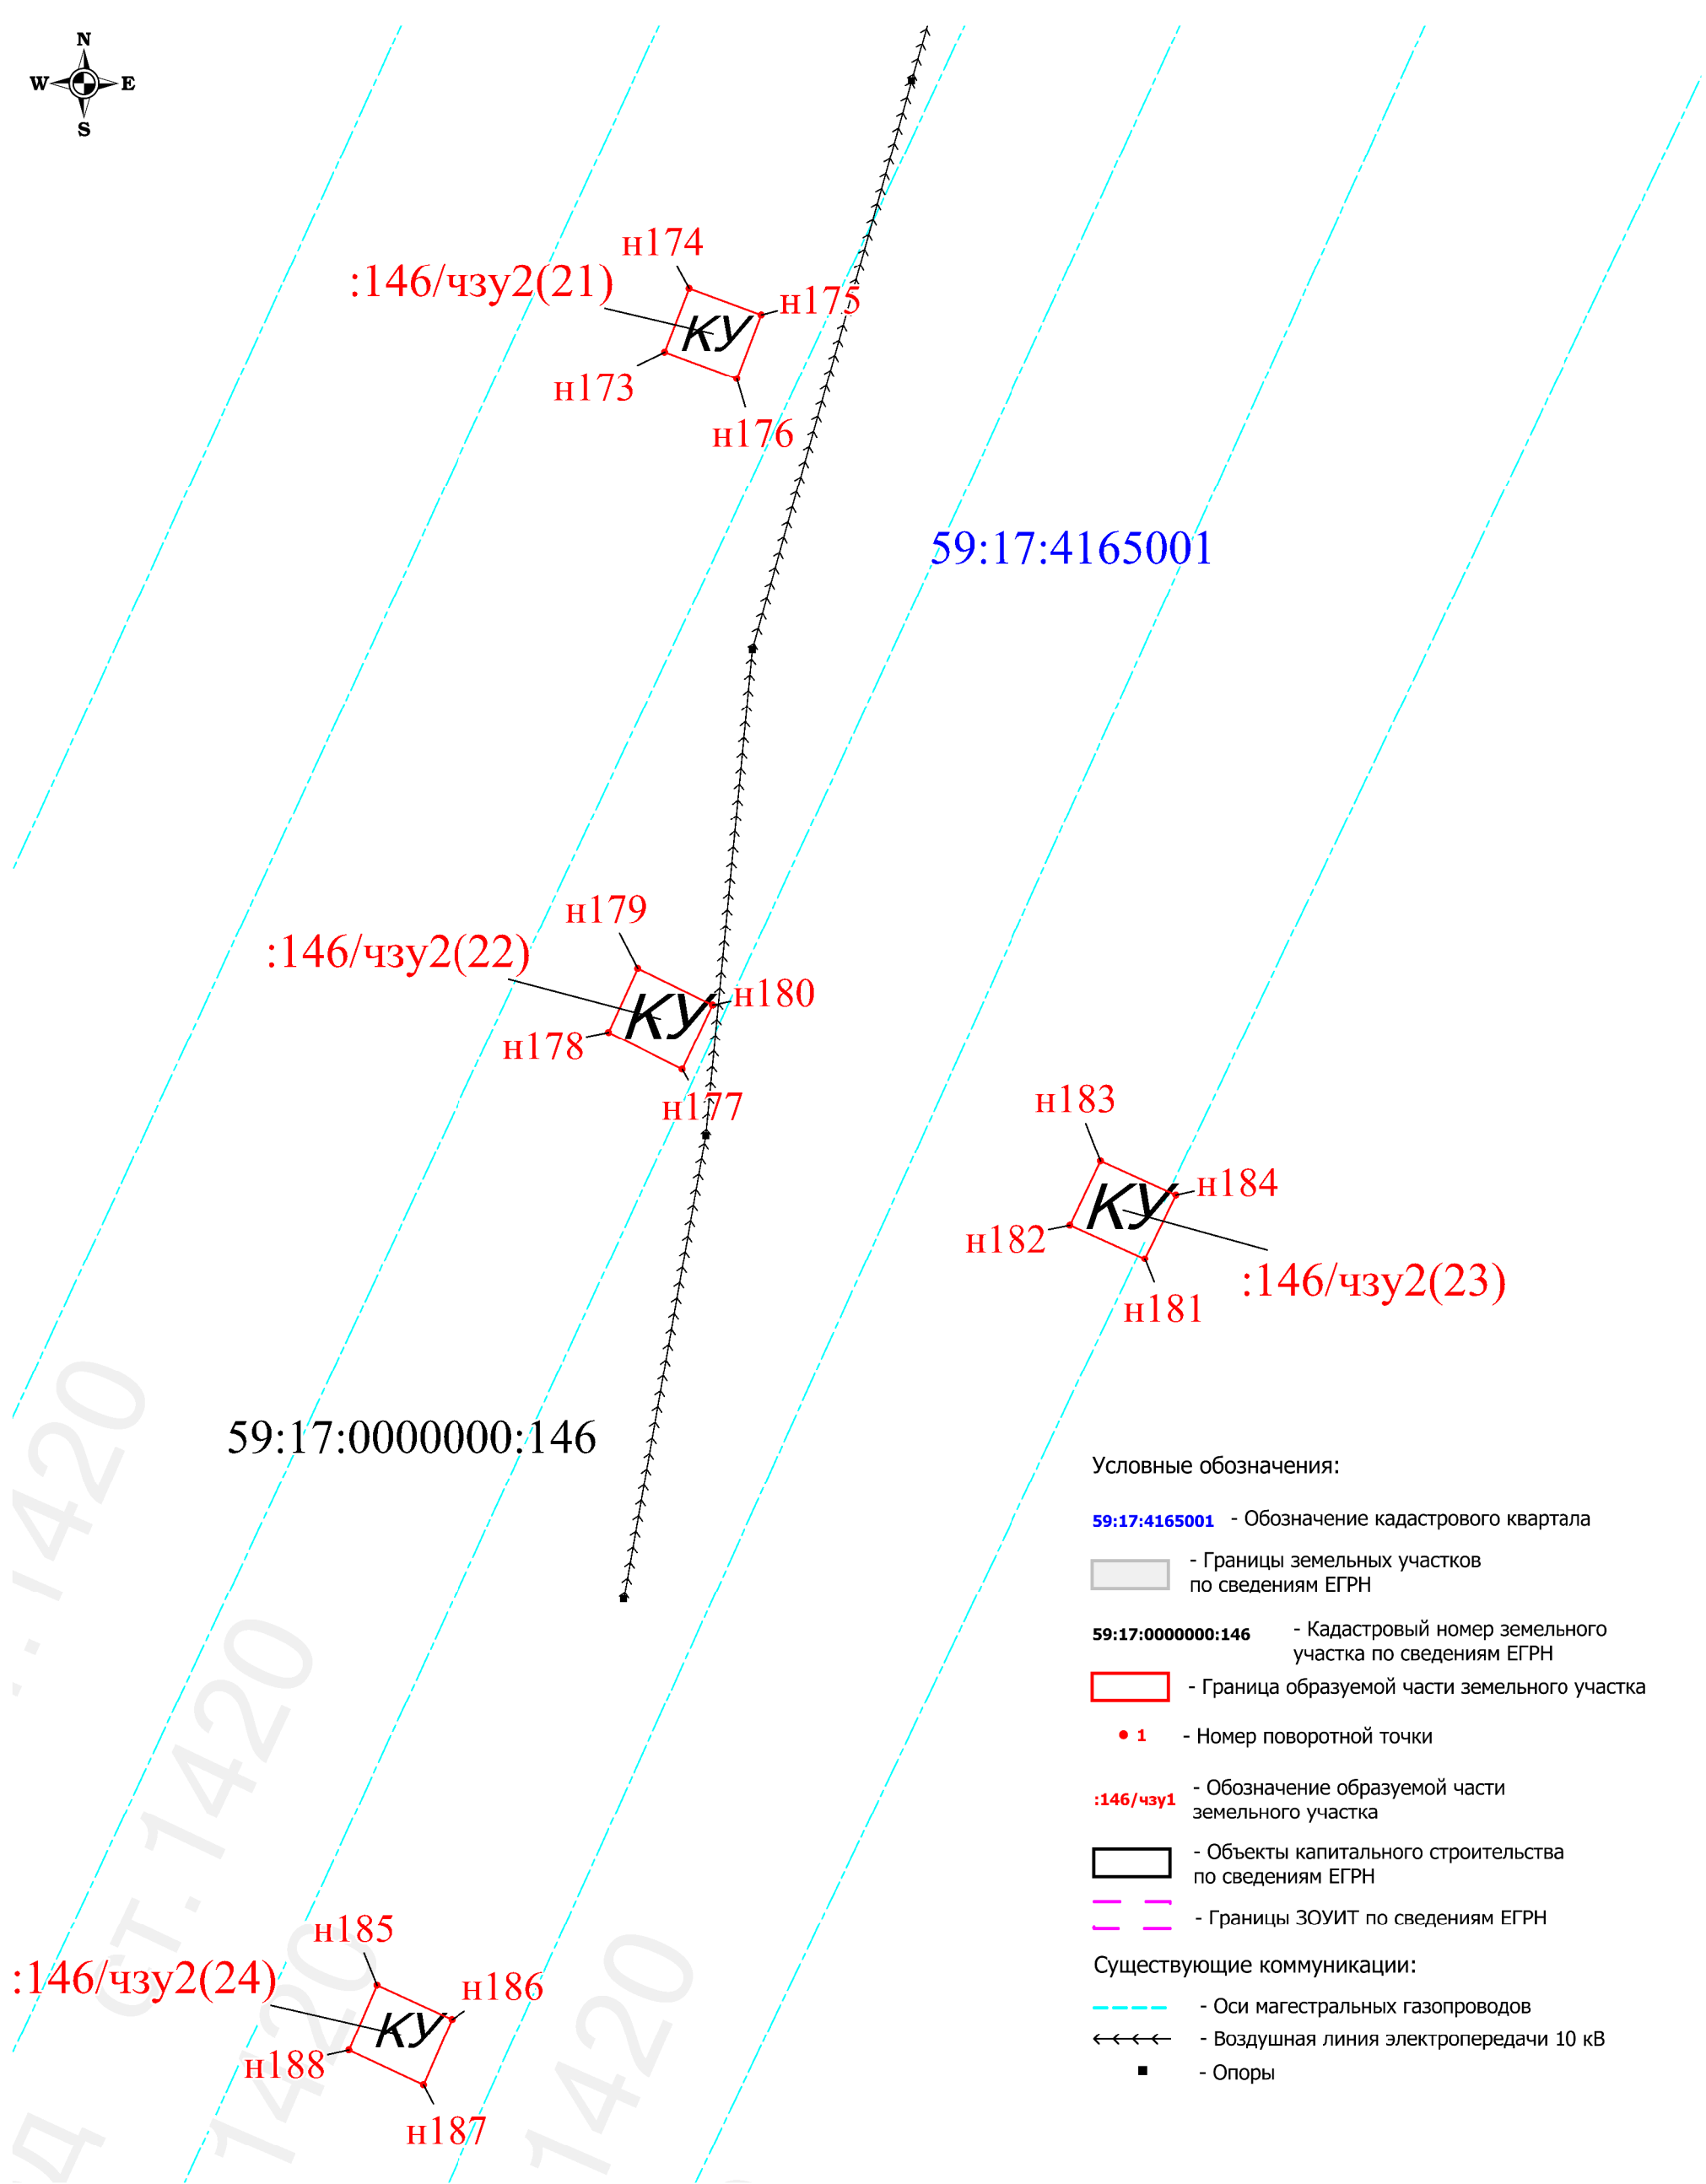 N
W E
S
н174
:146/чзу2(21)
н175
КУ
н173
н176
59:17:4165001
н179
:146/чзу2(22)
н180
КУ
н178
н177
н183
н184
КУ
н182
:146/чзу2(23)
н181
59:17:0000000:146
1420
ст.1420
1420
1420
н185
:146/чзу2(24)
н186
КУ
н188
н187
Условные обозначения:
59:17:4165001 - Обозначение кадастрового квартала
- Границы земельных участков
по сведениям ЕГРН
59:17:0000000:146 - Кадастровый номер земельного
участка по сведениям ЕГРН
- Граница образуемой части земельного участка
1 - Номер поворотной точки
:146/чзу1 - Обозначение образуемой части
земельного участка
- Объекты капитального строительства
по сведениям ЕГРН
- Границы ЗОУИТ по сведениям ЕГРН
Существующие коммуникации:
- Оси магестральных газопроводов
- Воздушная линия электропередачи 10 кВ
- Опоры